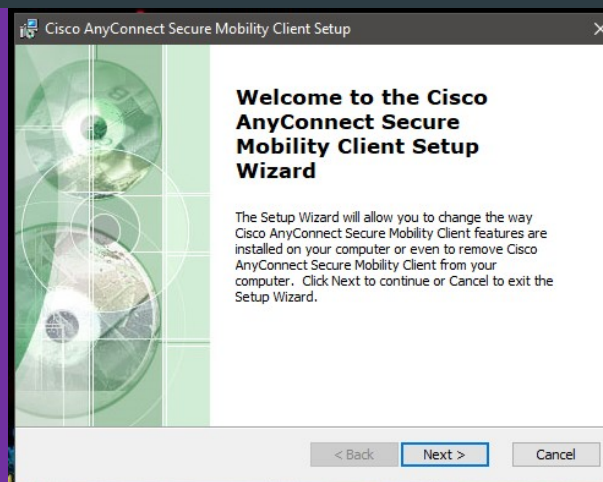 Cisco AnyConnect Secure Mobility Client Setup
Welcome to the Cisco
AnyConnect Secure
Mobility Client Setup
Wizard
The Setup Wizard will allow you to change the way
Cisco AnyConnect Secure Mobility Client features are
installed on your computer or even to remove Cisco
AnyConnect Secure Mobility Client from your
computer. Click Next to continue or Cancel to exit the
Setup Wizard.
< Back Next > Cancel